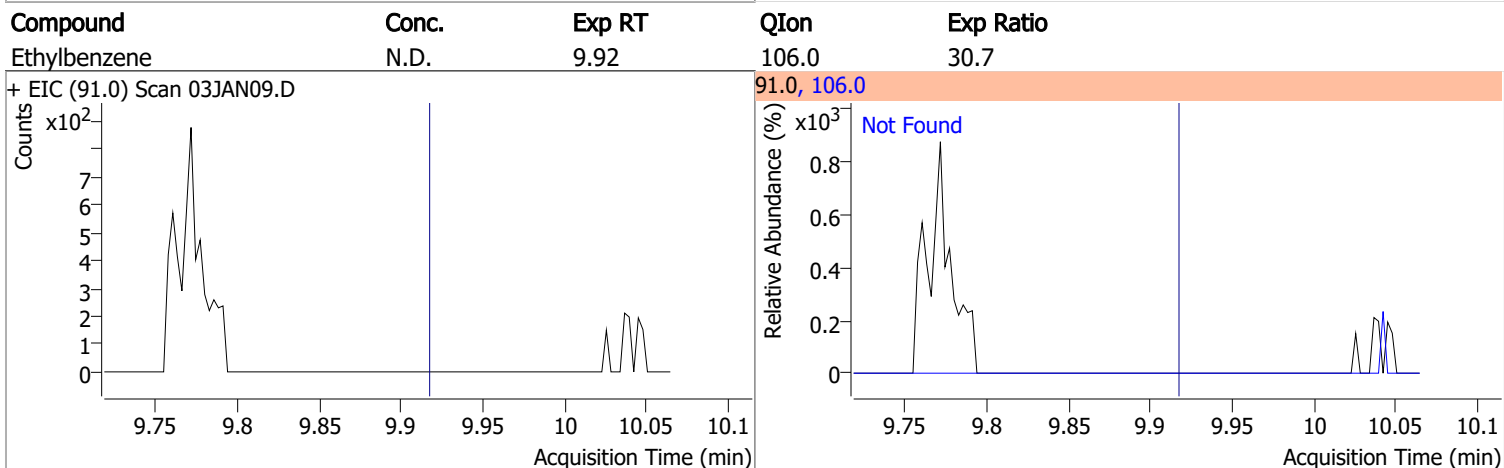 Compound Conc. Exp RT QIon Exp Ratio
Ethylbenzene N.D. 9.92 106.0 30.7
+ EIC (91.0) Scan 03JAN09.D
Counts
x10²
7
6
5
4
3
2
1
0
9.75 9.8 9.85 9.9 9.95 10 10.05 10.1
Acquisition Time (min)
91.0, 106.0
Relative Abundance (%)
x10³
Not Found
0.8
0.6
0.4
0.2
0
9.75 9.8 9.85 9.9 9.95 10 10.05 10.1
Acquisition Time (min)